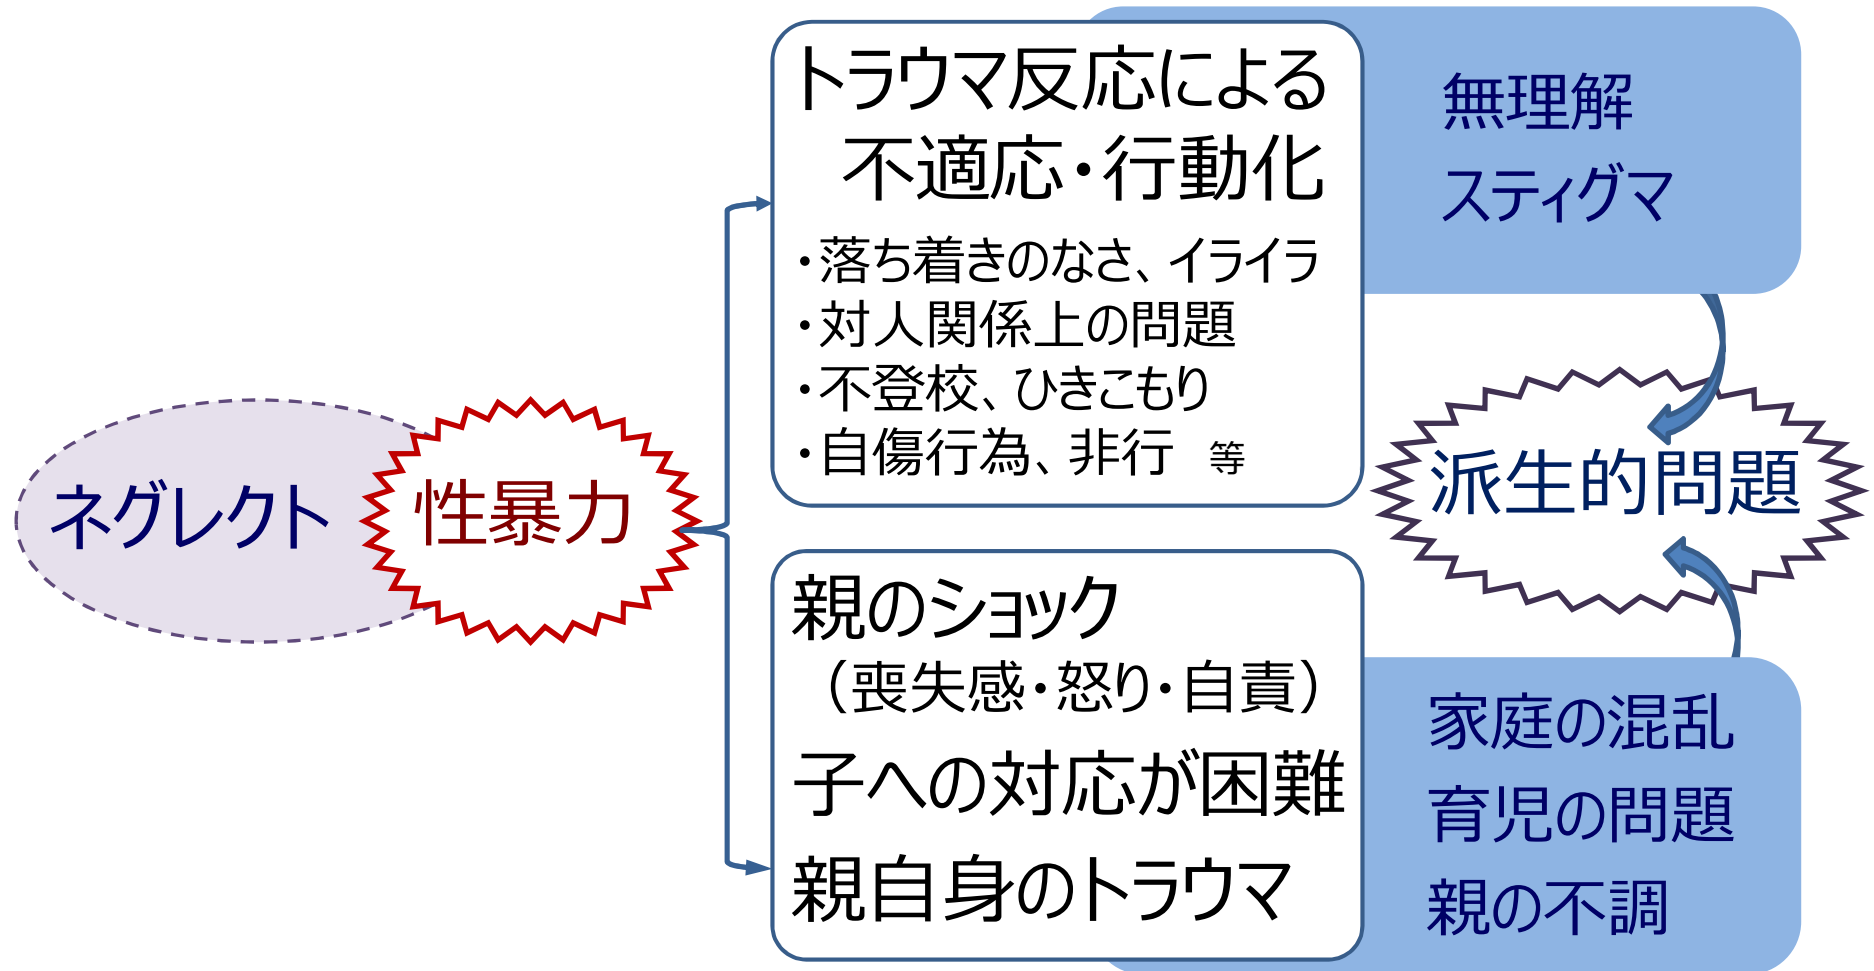 ネグレクト
性暴力
トラウマ反応による
不適応・行動化
・落ち着きのなさ、イライラ
・対人関係上の問題
・不登校、ひきこもり
・自傷行為、非行　等
親のショック
（喪失感・怒り・自責）
子への対応が困難
親自身のトラウマ
無理解
スティグマ
派生的問題
家庭の混乱
育児の問題
親の不調